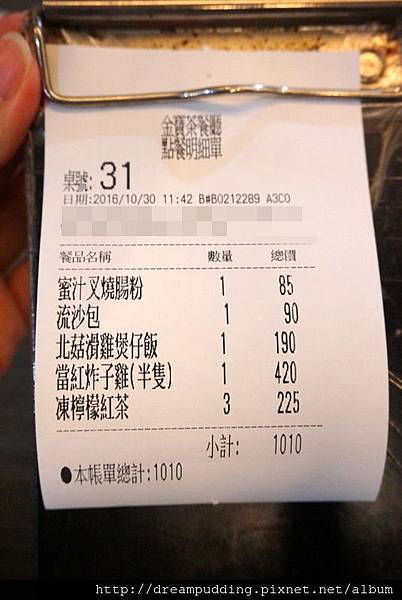 金寶茶餐廳
點餐明細單
桌號: 31
日期:2016/10/30 11:42 B#B0212289 A3C0
餐品名稱 數量 總價
蜜汁叉燒腸粉 1 85
流沙包 1 90
北菇滑雞煲仔飯 1 190
當紅炸子雞(半隻) 1 420
凍檸檬紅茶 3 225
小計: 1010
●本帳單總計:1010
http://dreampudding.pixnet.net/album